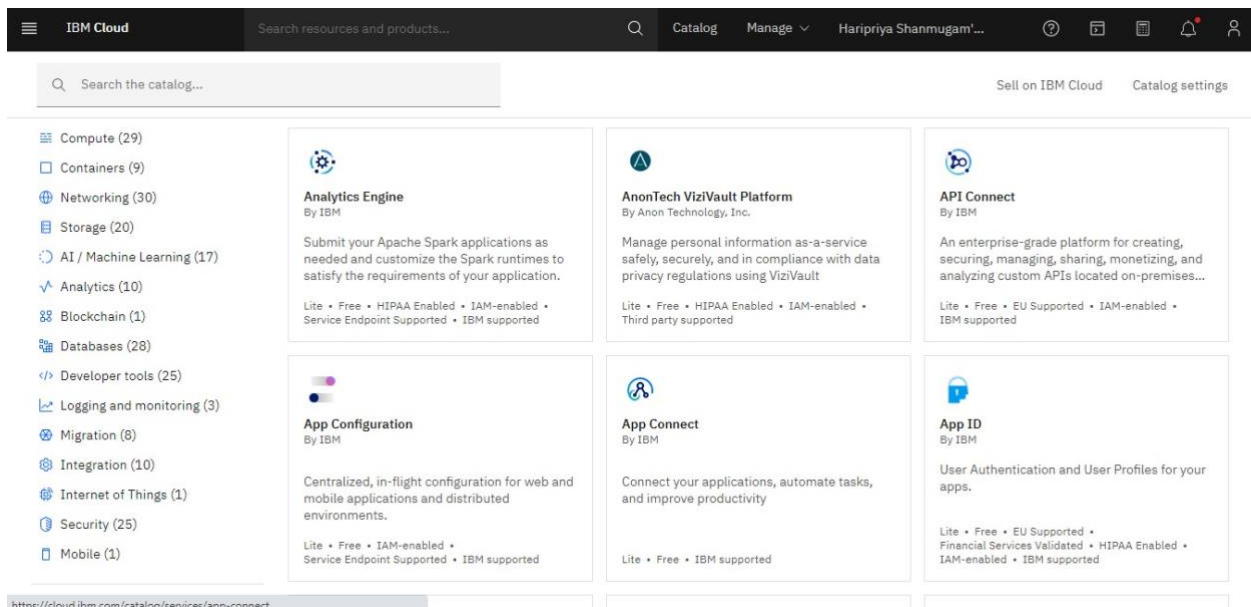 IBM Cloud
Search resources and products...
Catalog
Manage
Haripriya Shanmugam'...
Search the catalog...
Sell on IBM Cloud
Catalog settings
Compute (29)
Containers (9)
Networking (30)
Storage (20)
AI / Machine Learning (17)
Analytics (10)
Blockchain (1)
Databases (28)
Developer tools (25)
Logging and monitoring (3)
Migration (8)
Integration (10)
Internet of Things (1)
Security (25)
Mobile (1)
Analytics Engine
By IBM
Submit your Apache Spark applications as
needed and customize the Spark runtimes to
satisfy the requirements of your application.
Lite • Free • HIPAA Enabled • IAM-enabled •
Service Endpoint Supported • IBM supported
AnonTech ViziVault Platform
By Anon Technology, Inc.
Manage personal information as-a-service
safely, securely, and in compliance with data
privacy regulations using ViziVault
Lite • Free • HIPAA Enabled • IAM-enabled •
Third party supported
API Connect
By IBM
An enterprise-grade platform for creating,
securing, managing, sharing, monetizing, and
analyzing custom APIs located on-premises...
Lite • Free • EU Supported • IAM-enabled •
IBM supported
App Configuration
By IBM
Centralized, in-flight configuration for web and
mobile applications and distributed
environments.
Lite • Free • IAM-enabled •
Service Endpoint Supported • IBM supported
App Connect
By IBM
Connect your applications, automate tasks,
and improve productivity
Lite • Free • IBM supported
App ID
By IBM
User Authentication and User Profiles for your
apps.
Lite • Free • EU Supported •
Financial Services Validated • HIPAA Enabled •
IAM-enabled • IBM supported
https://cloud.ibm.com/catalog/services/app-connect